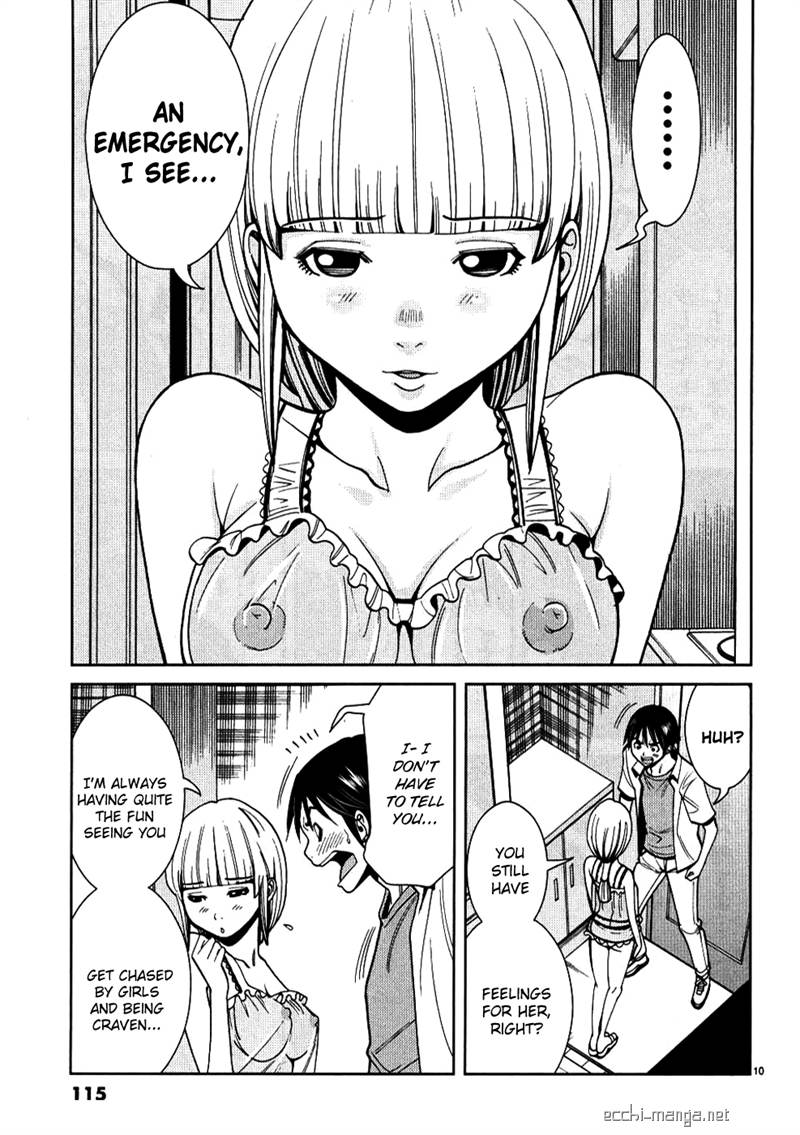 ......
AN
EMERGENCY,
I SEE...
HUH?
YOU
STILL
HAVE
FEELINGS
FOR HER,
RIGHT?
I- I
DON'T
HAVE
TO TELL
YOU...
I'M ALWAYS
HAVING QUITE
THE FUN
SEEING YOU
GET CHASED
BY GIRLS
AND BEING
CRAVEN...
10
115
ecchi-manga.net